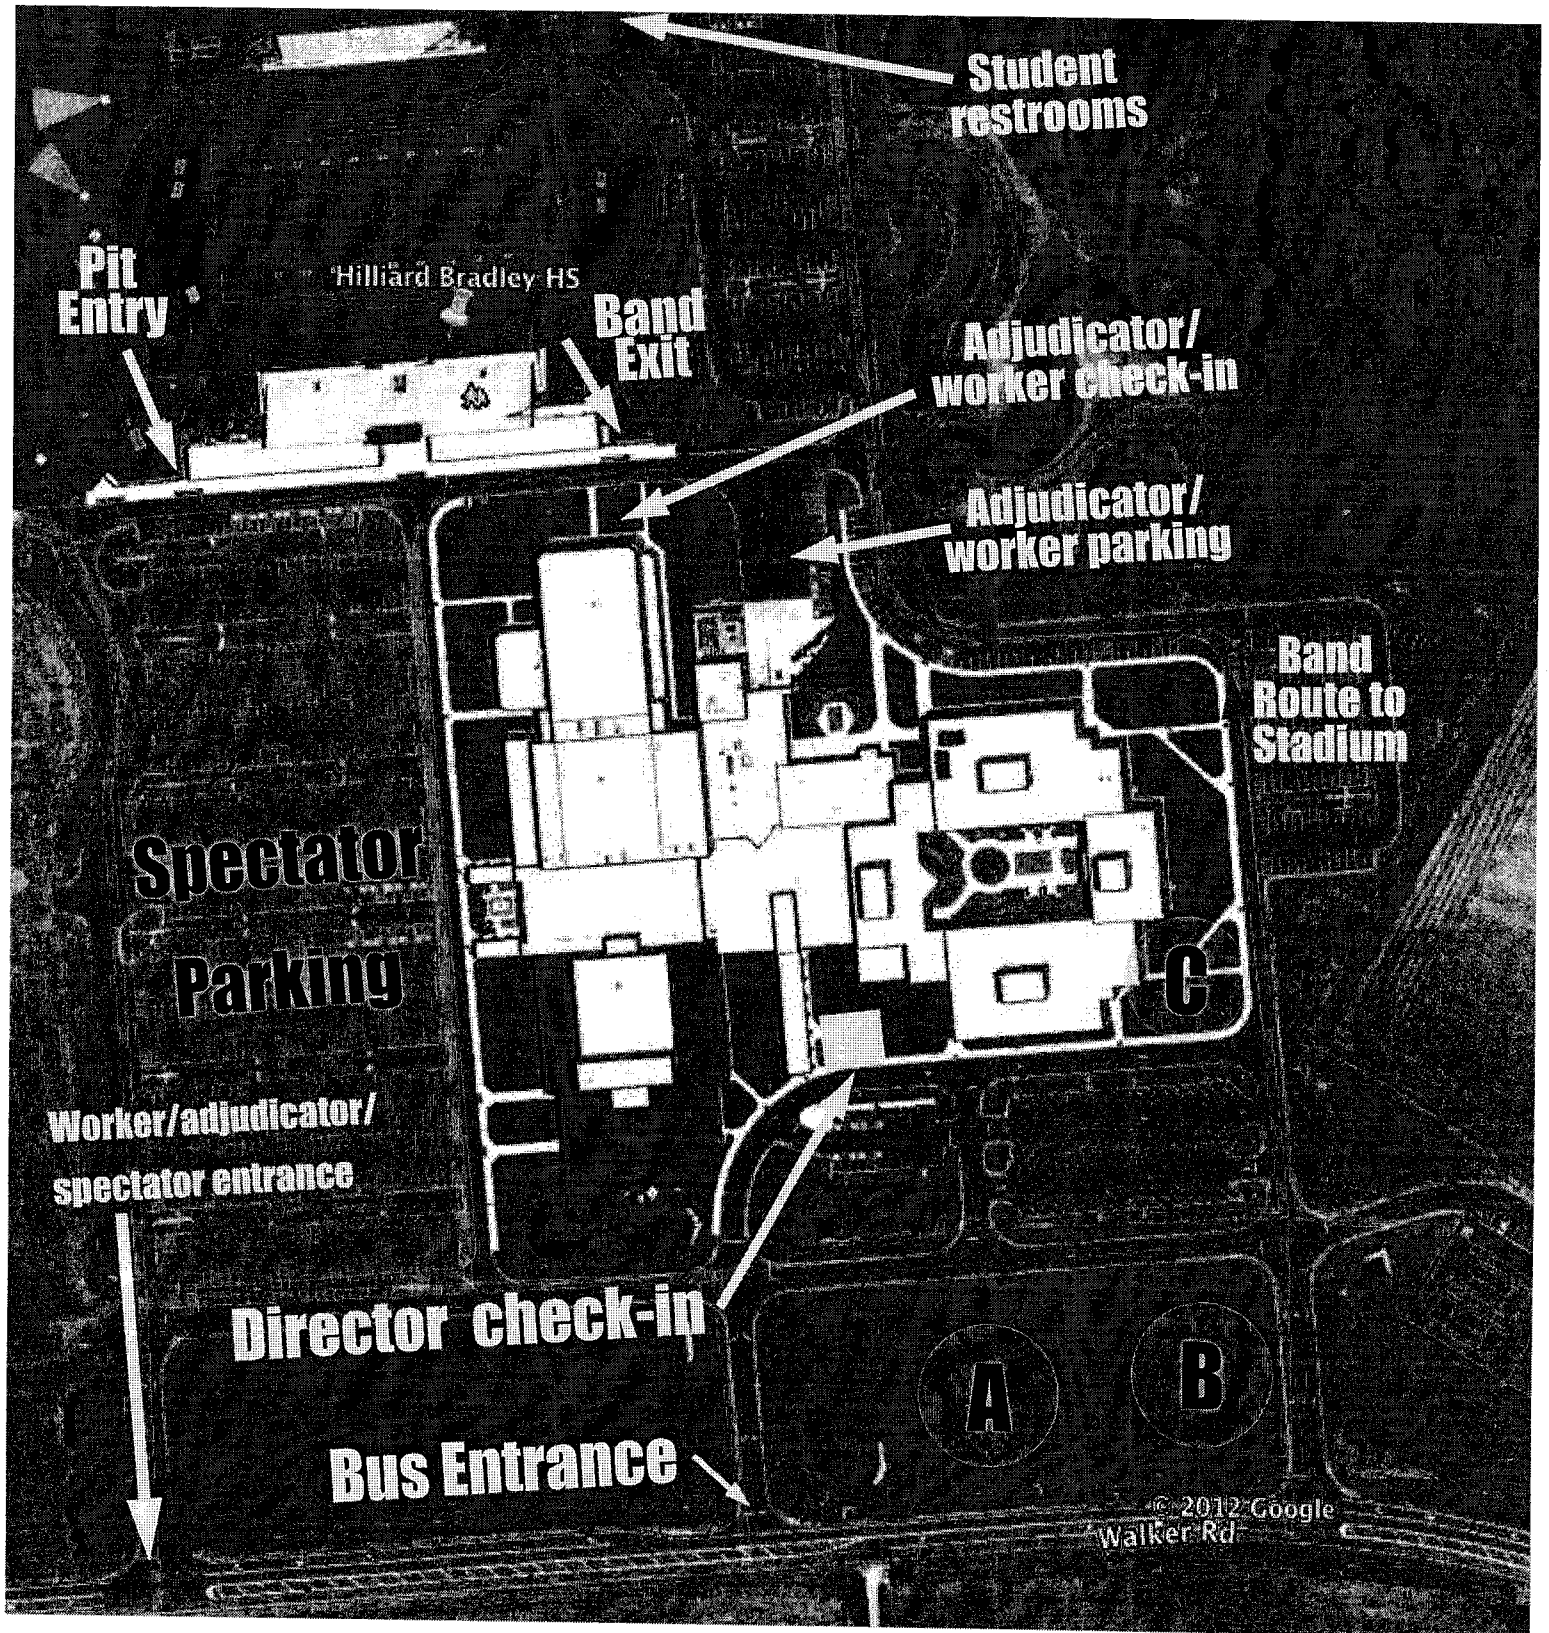 Student
restrooms
Pit
Entry
Hilliard Bradley HS
Band
Exit
Adjudicator/
worker check-in
Adjudicator/
worker parking
Band
Route to
Stadium
Spectator
Parking
C
Worker/adjudicator/
spectator entrance
Director check-in
A
B
Bus Entrance
© 2012 Google
Walker Rd